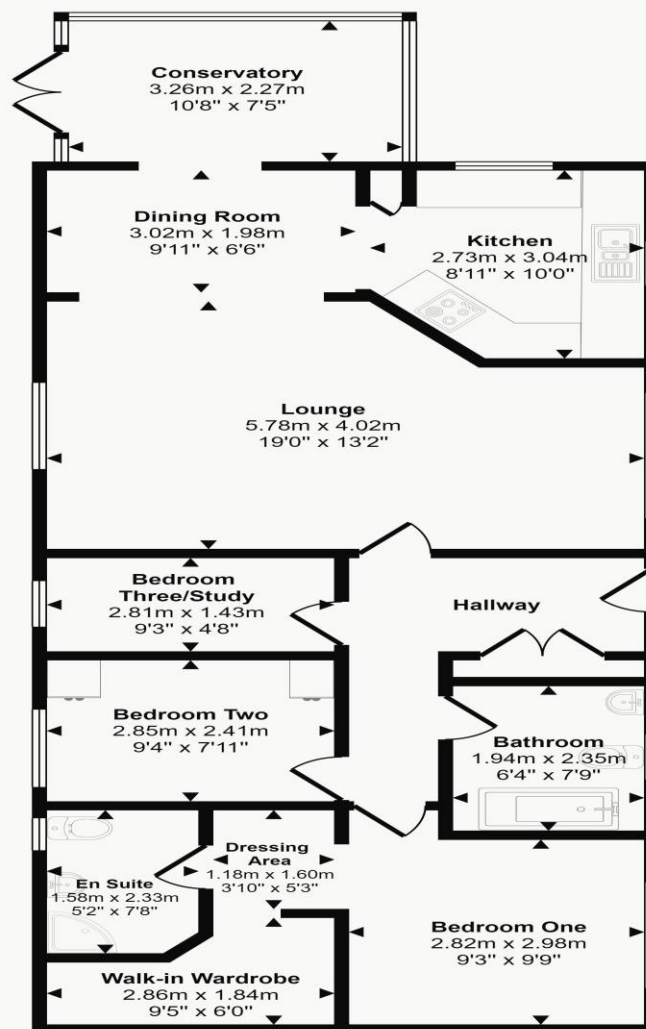 Conservatory
3.26m x 2.27m
10'8" x 7'5"
Dining Room
3.02m x 1.98m
9'11" x 6'6"
Kitchen
2.73m x 3.04m
8'11" x 10'0"
Lounge
5.78m x 4.02m
19'0" x 13'2"
Bedroom
Three/Study
2.81m x 1.43m
9'3" x 4'8"
Hallway
Bedroom Two
2.85m x 2.41m
9'4" x 7'11"
Bathroom
1.94m x 2.35m
6'4" x 7'9"
Dressing
Area
1.18m x 1.60m
3'10" x 5'3"
En Suite
1.58m x 2.33m
5'2" x 7'8"
Bedroom One
2.82m x 2.98m
9'3" x 9'9"
Walk-in Wardrobe
2.86m x 1.84m
9'5" x 6'0"